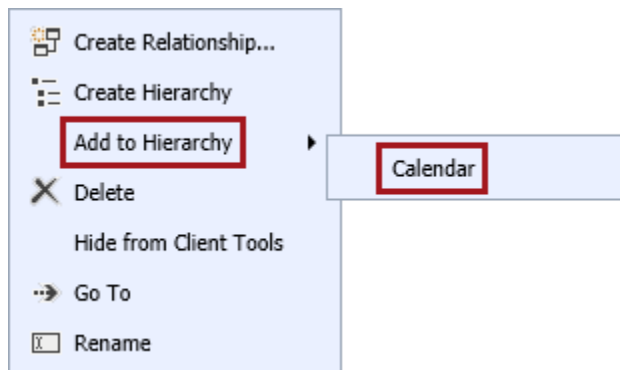 Create Relationship...
Create Hierarchy
Add to Hierarchy
Calendar
Delete
Hide from Client Tools
Go To
Rename